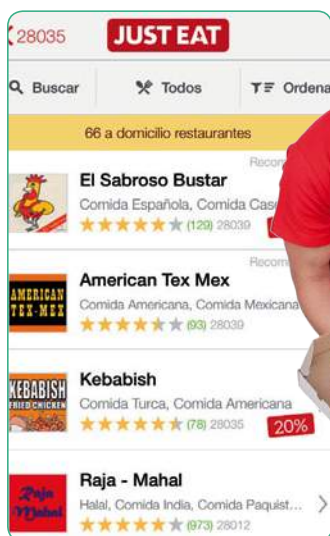 28035
JUST EAT
Buscar
Todos
Ordena
66 a domicilio restaurantes
Recom
El Sabroso Bustar
Comida Española, Comida Cas
(129) 28039
Recom
AMERICAN
TEX-MEX
American Tex Mex
Comida Americana, Comida Mexicana
(93) 28039
KEBABISH
FRIED CHICKEN
Kebabish
Comida Turca, Comida Americana
(78) 28035
20%
Raja
Mahal
Raja - Mahal
Halal, Comida India, Comida Paquist...
(973) 28012